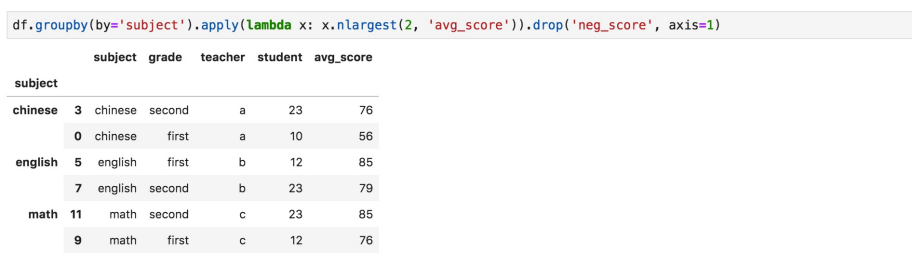 df.groupby(by='subject').apply(lambda x: x.nlargest(2, 'avg_score')).drop('neg_score', axis=1)
subject grade teacher student avg_score
subject
chinese 3 chinese second a 23 76
0 chinese first a 10 56
english 5 english first b 12 85
7 english second b 23 79
math 11 math second c 23 85
9 math first c 12 76